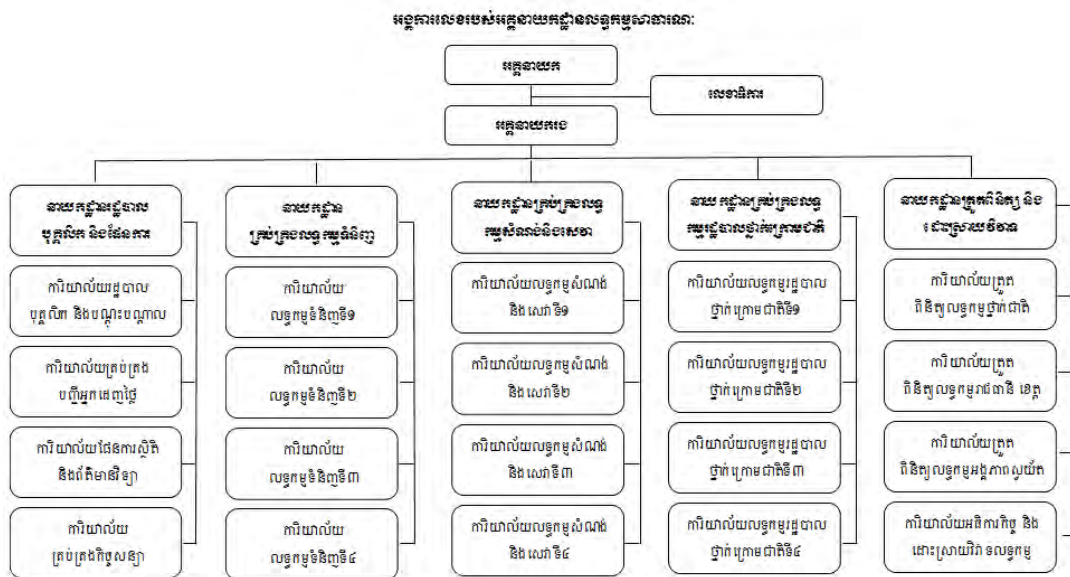 អង្គការលេខរបស់អគ្គនាយកដ្ឋានលទ្ធកម្មសាធារណៈ
អគ្គនាយក
លេខាធិការ
អគ្គនាយករង
នាយកដ្ឋានរដ្ឋបាល
បុគ្គលិក និងផែនការ
ការិយាល័យរដ្ឋបាល
បុគ្គលិក និងបណ្តុះបណ្តាល
ការិយាល័យគ្រប់គ្រង
បញ្ជីអ្នកដេញថ្លៃ
ការិយាល័យផែនការស្ថិតិ
និងព័ត៌មានវិទ្យា
ការិយាល័យ
គ្រប់គ្រងកិច្ចសន្យា
នាយកដ្ឋាន
គ្រប់គ្រងលទ្ធកម្មទំនិញ
ការិយាល័យ
លទ្ធកម្មទំនិញទី១
ការិយាល័យ
លទ្ធកម្មទំនិញទី២
ការិយាល័យ
លទ្ធកម្មទំនិញទី៣
ការិយាល័យ
លទ្ធកម្មទំនិញទី៤
នាយកដ្ឋានគ្រប់គ្រងលទ្ធ
កម្មសំណង់និងសេវា
ការិយាល័យលទ្ធកម្មសំណង់
និងសេវាទី១
ការិយាល័យលទ្ធកម្មសំណង់
និងសេវាទី២
ការិយាល័យលទ្ធកម្មសំណង់
និងសេវាទី៣
ការិយាល័យលទ្ធកម្មសំណង់
និងសេវាទី៤
នាយកដ្ឋានគ្រប់គ្រងលទ្ធ
កម្មរដ្ឋបាលថ្នាក់ក្រោមជាតិ
ការិយាល័យលទ្ធកម្មរដ្ឋបាល
ថ្នាក់ក្រោមជាតិទី១
ការិយាល័យលទ្ធកម្មរដ្ឋបាល
ថ្នាក់ក្រោមជាតិទី២
ការិយាល័យលទ្ធកម្មរដ្ឋបាល
ថ្នាក់ក្រោមជាតិទី៣
ការិយាល័យលទ្ធកម្មរដ្ឋបាល
ថ្នាក់ក្រោមជាតិទី៤
នាយកដ្ឋានត្រួតពិនិត្យ និង
ដោះស្រាយវិវាទ
ការិយាល័យត្រួត
ពិនិត្យលទ្ធកម្មថ្នាក់ជាតិ
ការិយាល័យត្រួត
ពិនិត្យលទ្ធកម្មរាជធានី ខេត្ត
ការិយាល័យត្រួត
ពិនិត្យលទ្ធកម្មអង្គភាពស្វយ័ត
ការិយាល័យអធិការកិច្ច និង
ដោះស្រាយវិវាទលទ្ធកម្ម